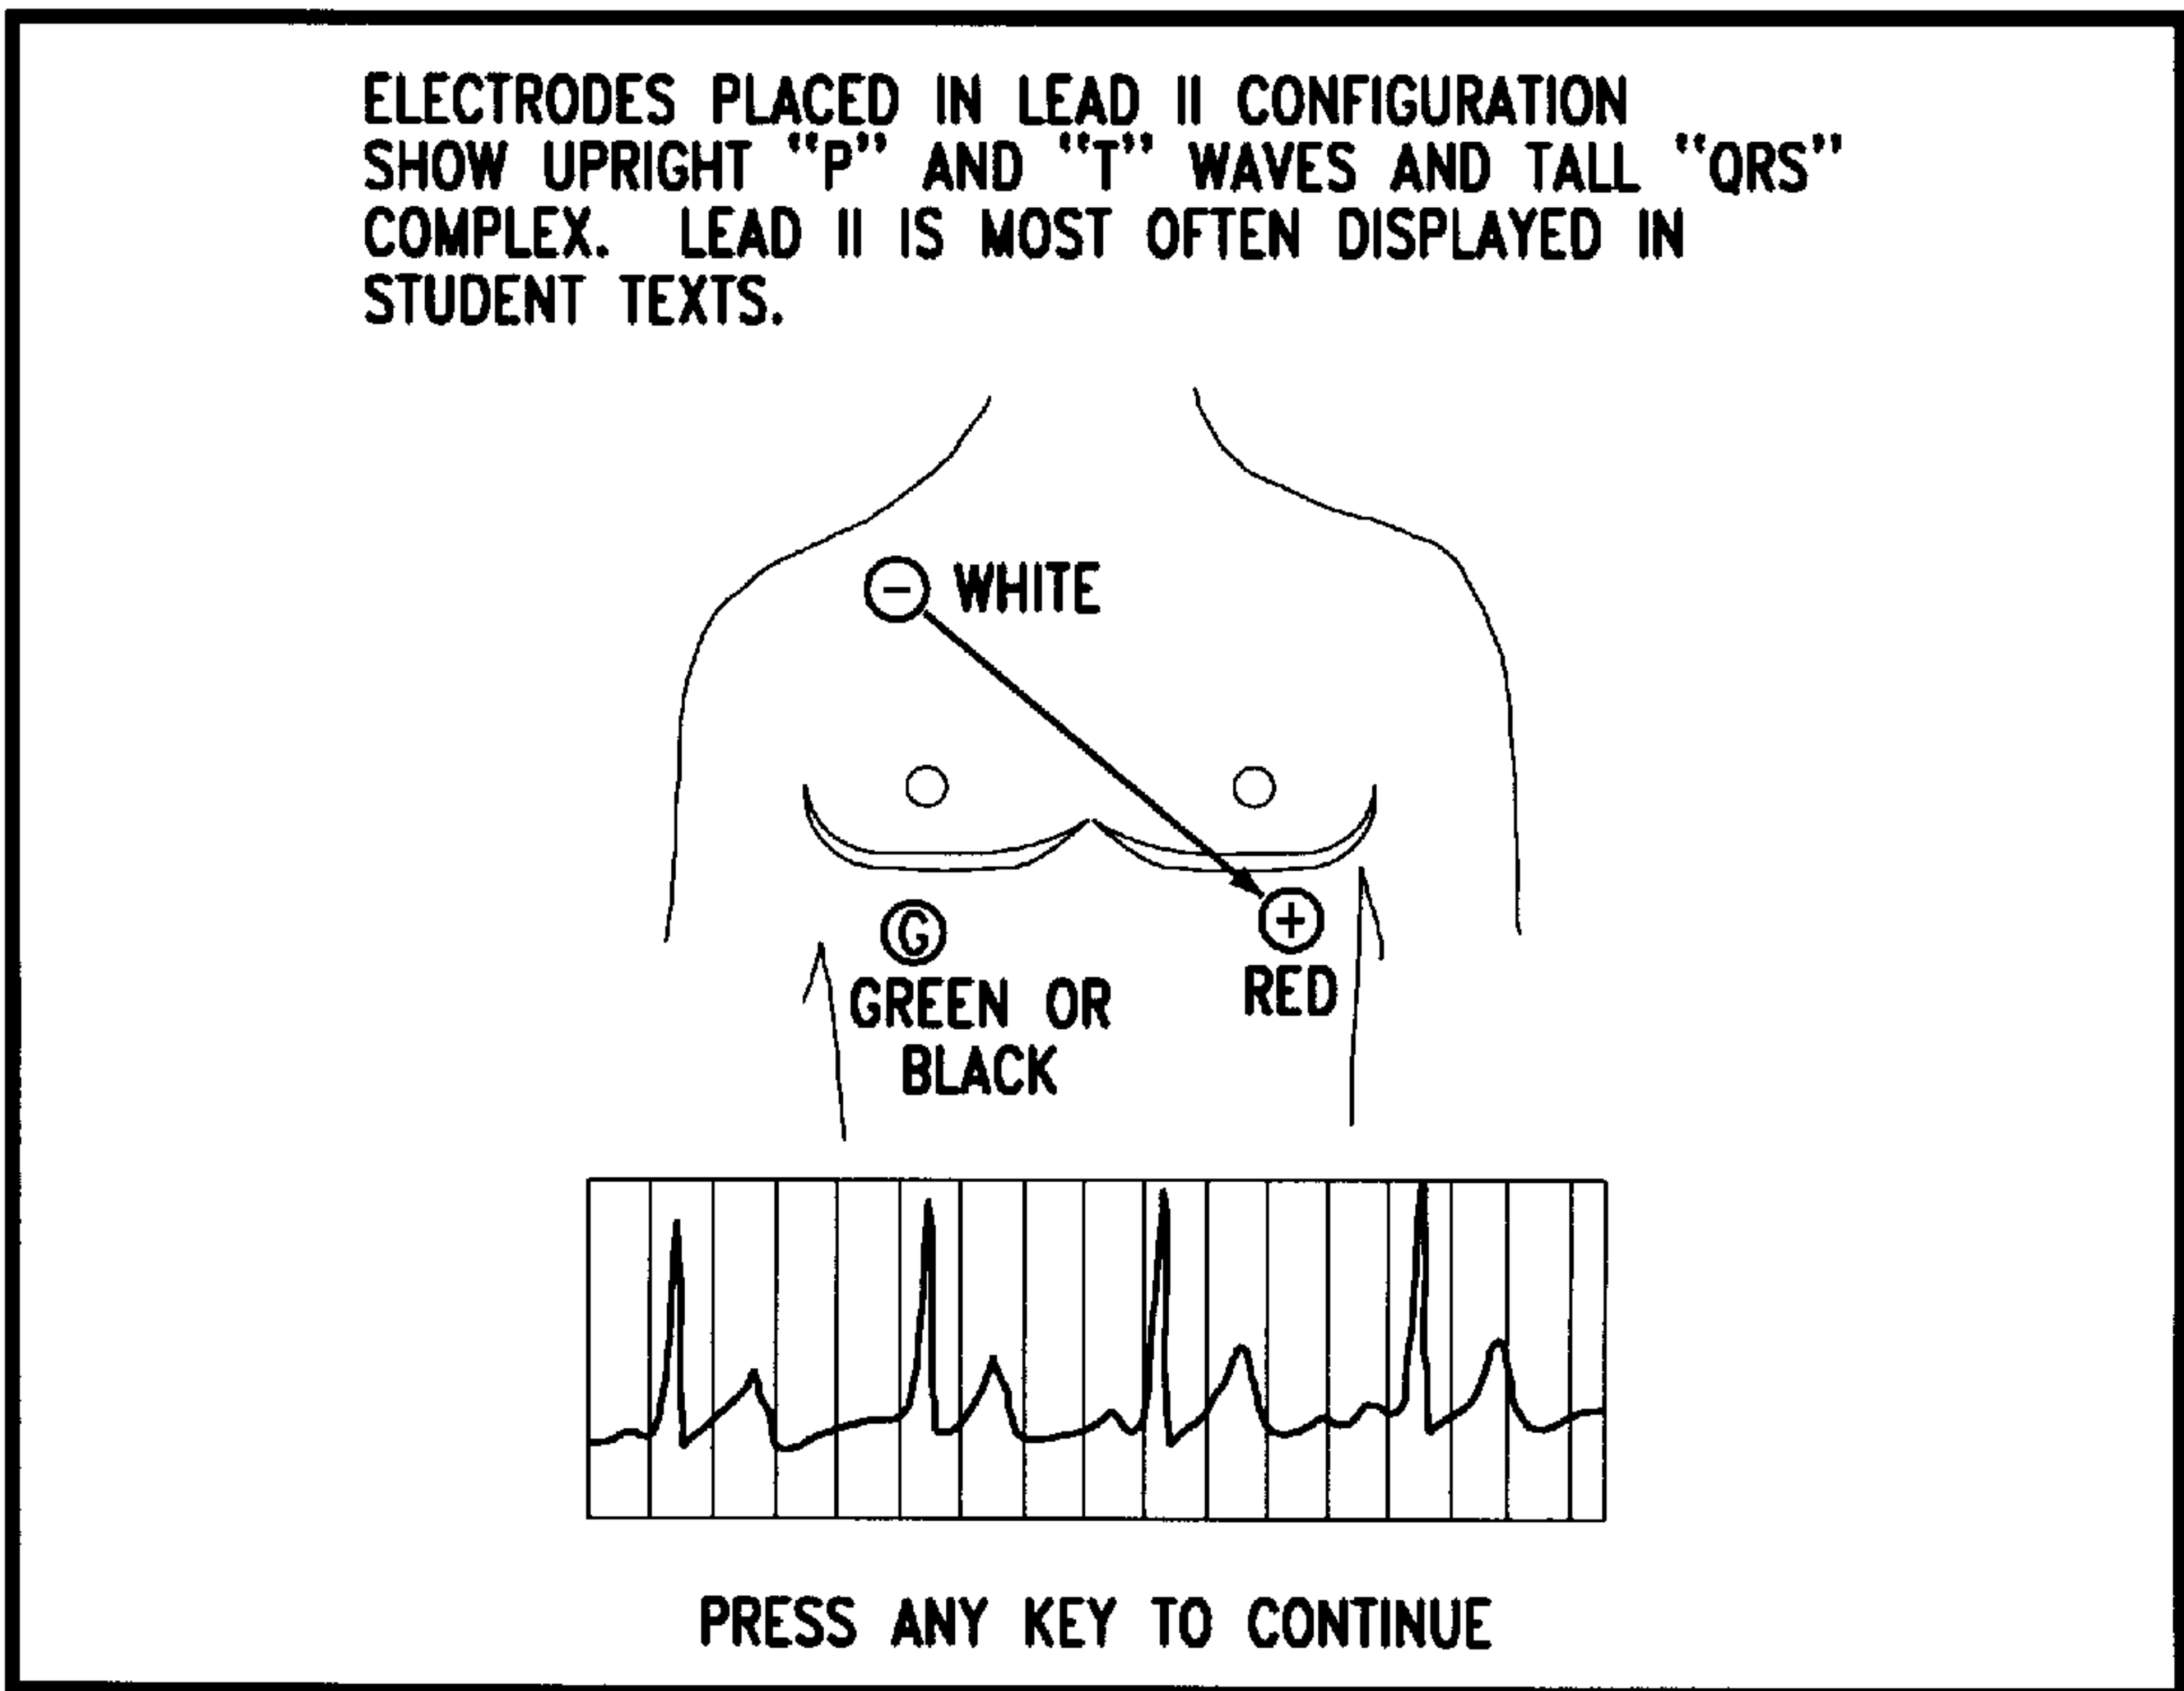 ELECTRODES PLACED IN LEAD II CONFIGURATION
SHOW UPRIGHT "P" AND "T" WAVES AND TALL "QRS"
COMPLEX. LEAD II IS MOST OFTEN DISPLAYED IN
STUDENT TEXTS.
- WHITE
G +
GREEN OR RED
BLACK
PRESS ANY KEY TO CONTINUE